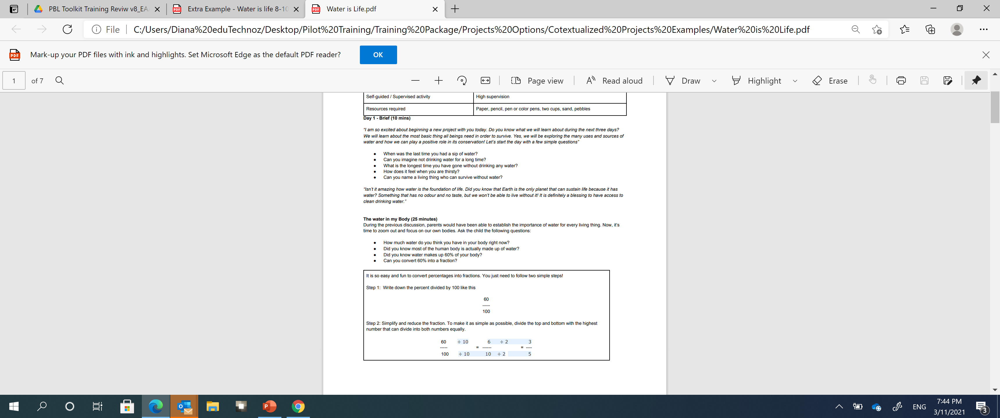 PBL Toolkit Training Reviw v8_EA
Extra Example - Water is life 8-10
Water is Life.pdf
File
C:/Users/Diana%20eduTechnoz/Desktop/Pilot%20Training/Training%20Package/Projects%20Options/Cotextualized%20Projects%20Examples/Water%20is%20Life.pdf
Mark-up your PDF files with ink and highlights. Set Microsoft Edge as the default PDF reader?
OK
1 of 7
Page view
Read aloud
Draw
Highlight
Erase
Self-guided / Supervised activity High supervision
Resources required Paper, pencil, pen or color pens, two cups, sand, pebbles
Day 1 - Brief (10 mins)
“I am so excited about beginning a new project with you today. Do you know what we will learn about during the next three days?
We will learn about the most basic thing all beings need in order to survive. Yes, we will be exploring the many uses and sources of
water and how we can play a positive role in its conservation! Let’s start the day with a few simple questions”
● When was the last time you had a sip of water?
● Can you imagine not drinking water for a long time?
● What is the longest time you have gone without drinking any water?
● How does it feel when you are thirsty?
● Can you name a living thing who can survive without water?
“Isn’t it amazing how water is the foundation of life. Did you know that Earth is the only planet that can sustain life because it has
water? Something that has no odour and no taste, but we won’t be able to live without it! It is definitely a blessing to have access to
clean drinking water.”
The water in my Body (25 minutes)
During the previous discussion, parents would have been able to establish the importance of water for every living thing. Now, it’s
time to zoom out and focus on our own bodies. Ask the child the following questions:
● How much water do you think you have in your body right now?
● Did you know most of the human body is actually made up of water?
● Did you know water makes up 60% of your body?
● Can you convert 60% into a fraction?
It is so easy and fun to convert percentages into fractions. You just need to follow two simple steps!
Step 1: Write down the percent divided by 100 like this
60
-----
100
Step 2: Simplify and reduce the fraction. To make it as simple as possible, divide the top and bottom with the highest
number that can divide into both numbers equally.
60 ÷ 10 6 ÷ 2 3
----- = ------ = ----
100 ÷ 10 10 ÷ 2 5
ENG
7:44 PM
3/11/2021
3